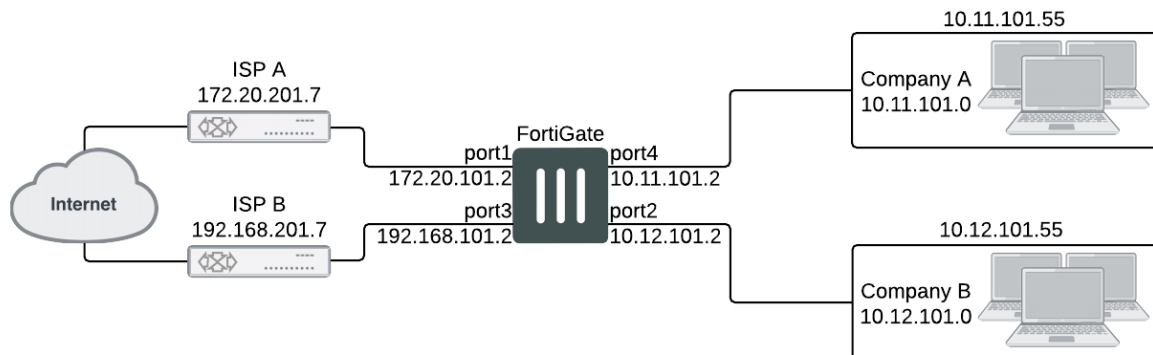 ISP A
172.20.201.7
Internet
ISP B
192.168.201.7
FortiGate
port1
172.20.101.2
port3
192.168.101.2
port4
10.11.101.2
port2
10.12.101.2
10.11.101.55
Company A
10.11.101.0
10.12.101.55
Company B
10.12.101.0